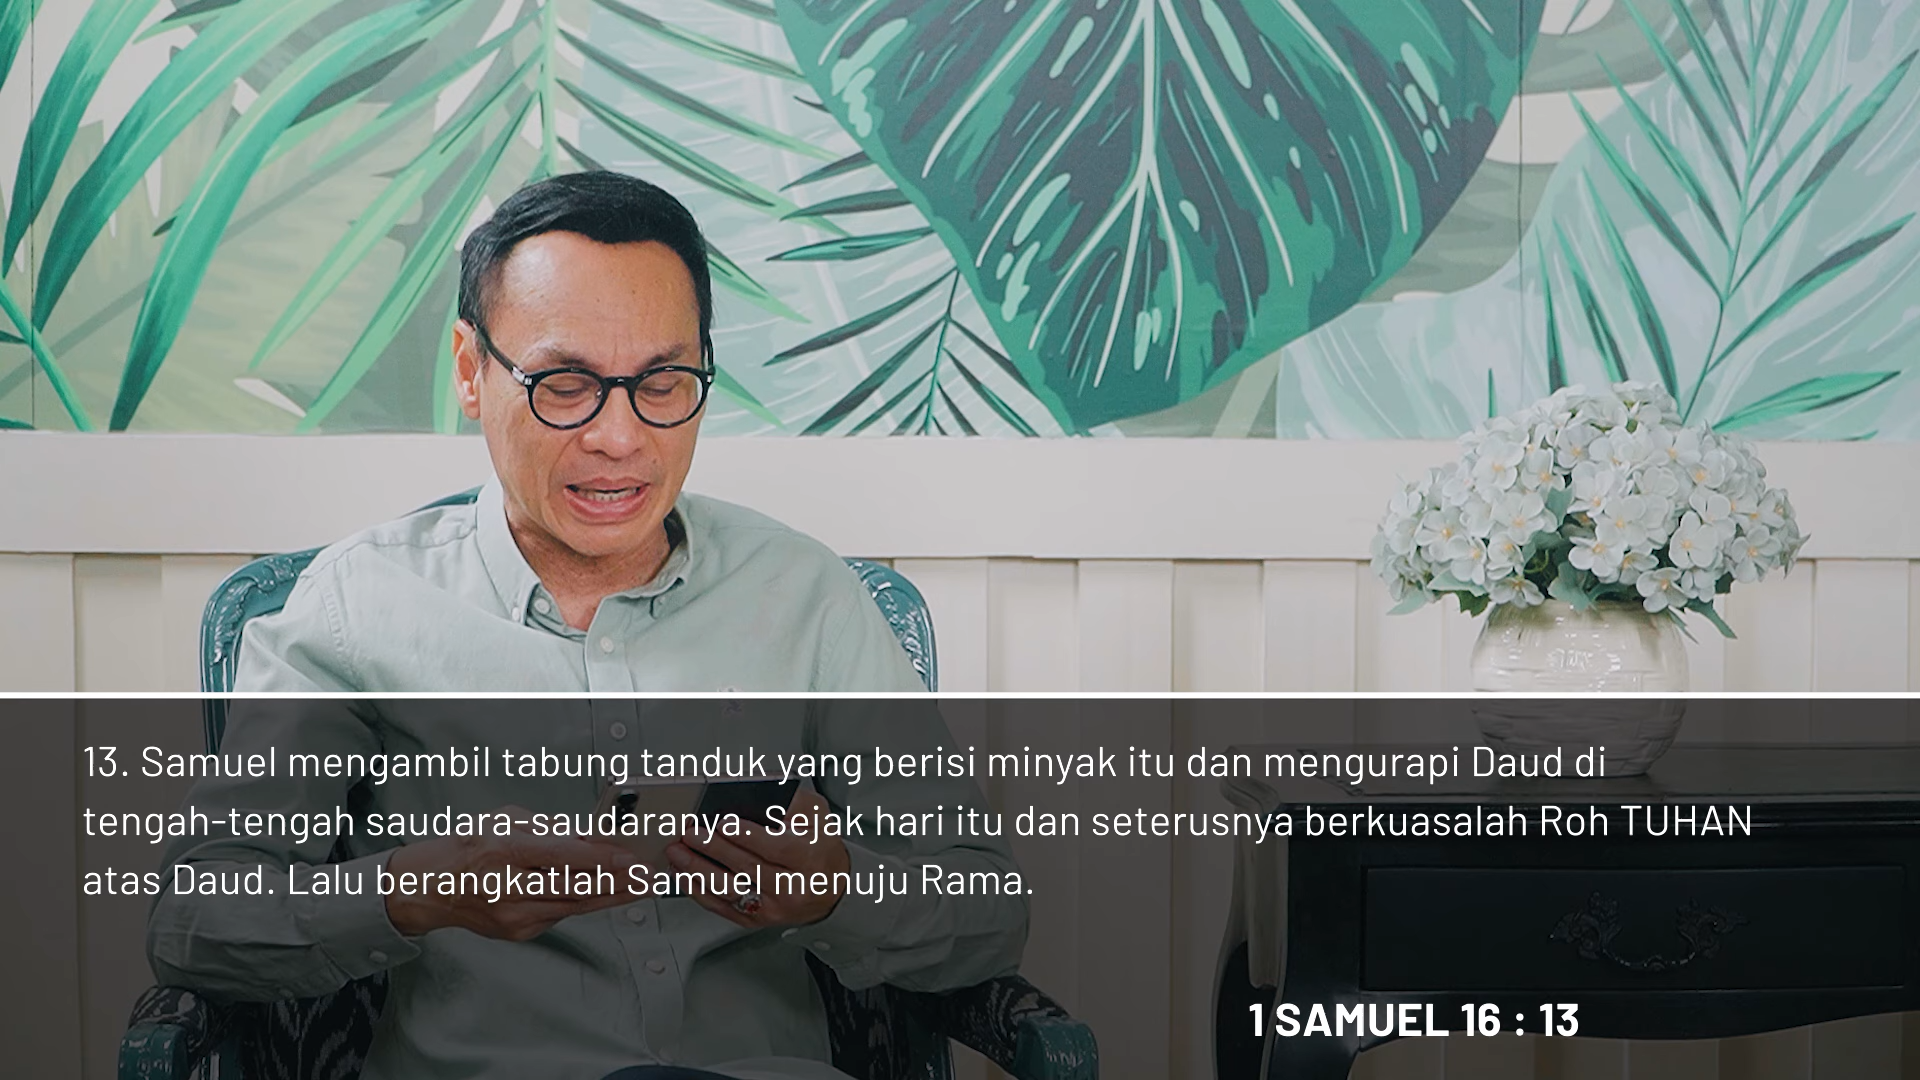 13. Samuel mengambil tabung tanduk yang berisi minyak itu dan mengurapi Daud di
tengah-tengah saudara-saudaranya. Sejak hari itu dan seterusnya berkuasalah Roh TUHAN
atas Daud. Lalu berangkatlah Samuel menuju Rama.
1 SAMUEL 16 : 13